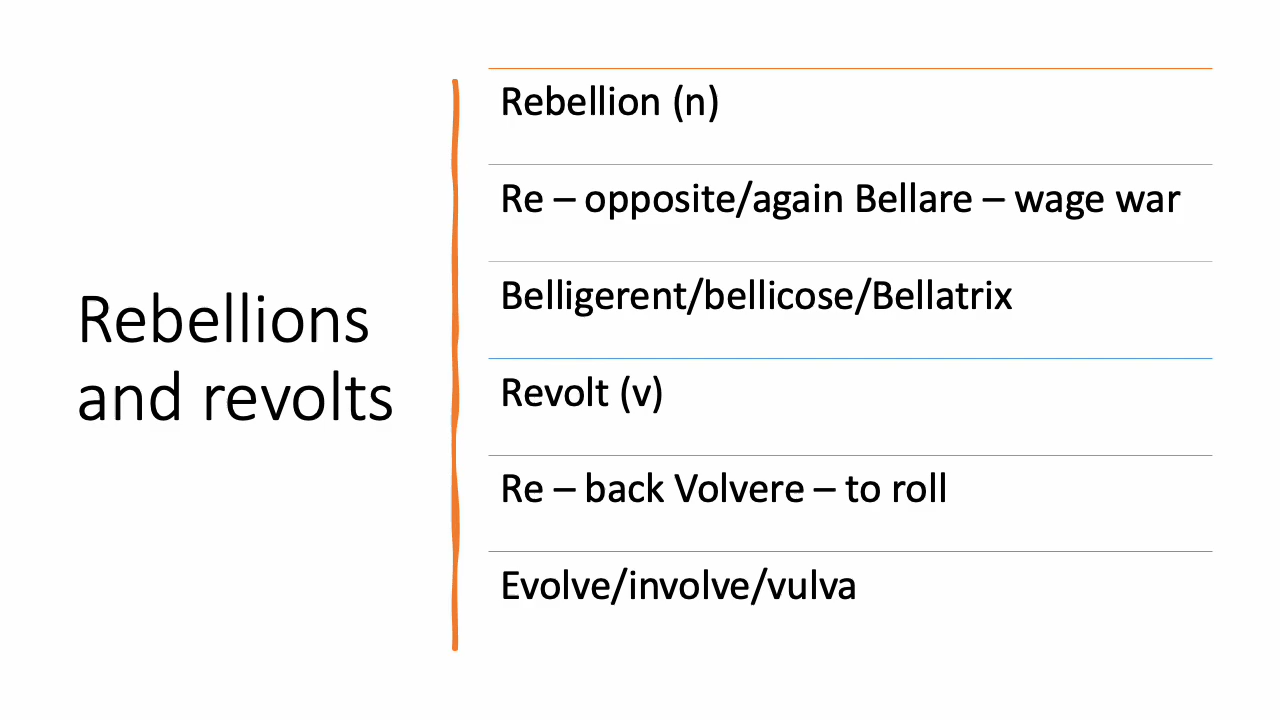 Rebellions
and revolts
Rebellion (n)
Re – opposite/again Bellare – wage war
Belligerent/bellicose/Bellatrix
Revolt (v)
Re – back Volvere – to roll
Evolve/involve/vulva